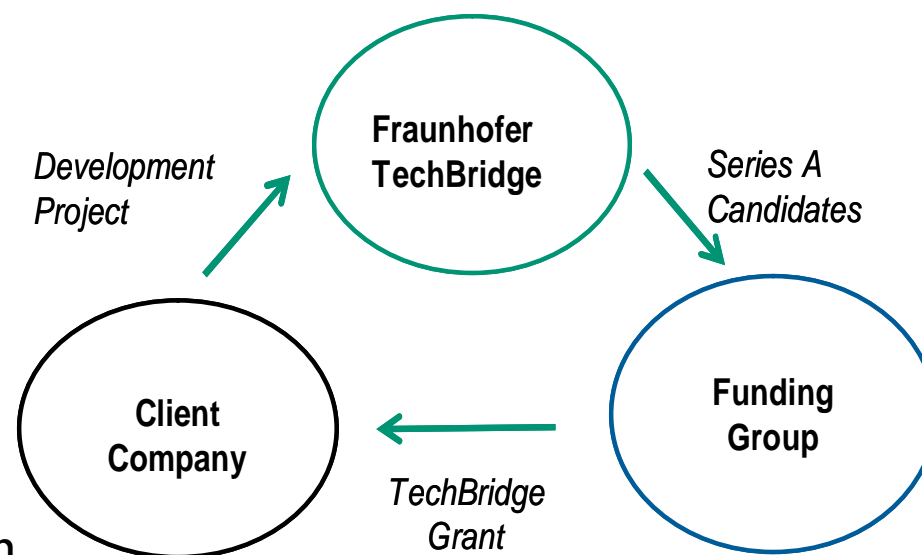 Fraunhofer
TechBridge
Development
Project
Series A
Candidates
Client
Company
Funding
Group
TechBridge
Grant